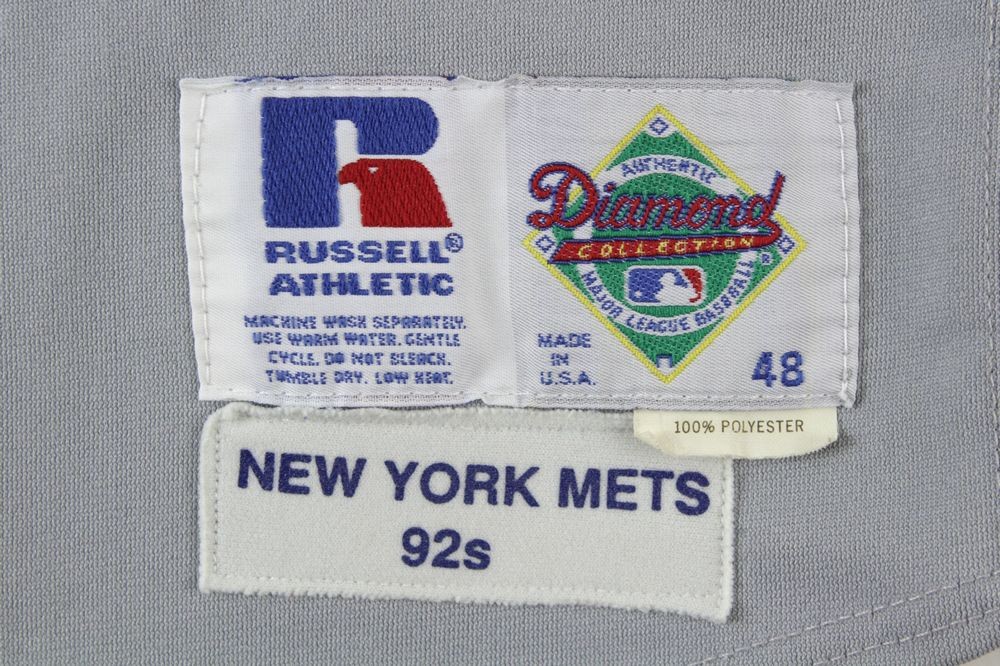 RUSSELL®
ATHLETIC
MACHINE WASH SEPARATELY.
USE WARM WATER. GENTLE
CYCLE. DO NOT BLEACH.
TUMBLE DRY. LOW HEAT.
AUTHENTIC
Diamond
COLLECTION
MAJOR LEAGUE BASEBALL
MADE
IN
U.S.A.
48
100% POLYESTER
NEW YORK METS
92s